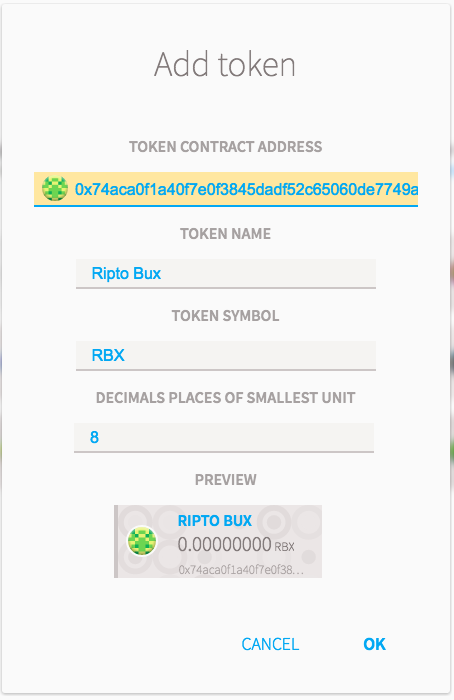 Add token
TOKEN CONTRACT ADDRESS
0x74aca0f1a40f7e0f3845dadf52c65060de7749a
TOKEN NAME
Ripto Bux
TOKEN SYMBOL
RBX
DECIMALS PLACES OF SMALLEST UNIT
8
PREVIEW
RIPTO BUX
0.00000000 RBX
0x74aca0f1a40f7e0f38...
CANCEL OK